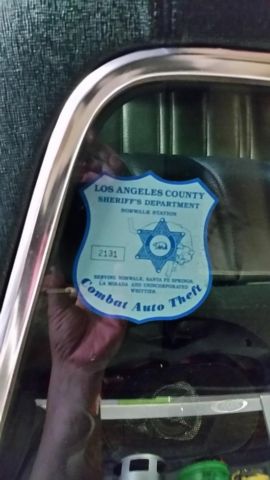 LOS ANGELES COUNTY
SHERIFF'S DEPARTMENT
NORWALK STATION
2131
SERVING NORWALK, SANTA FE SPRINGS,
LA MIRADA AND UNINCORPORATED
WHITTIER
Combat Auto Theft